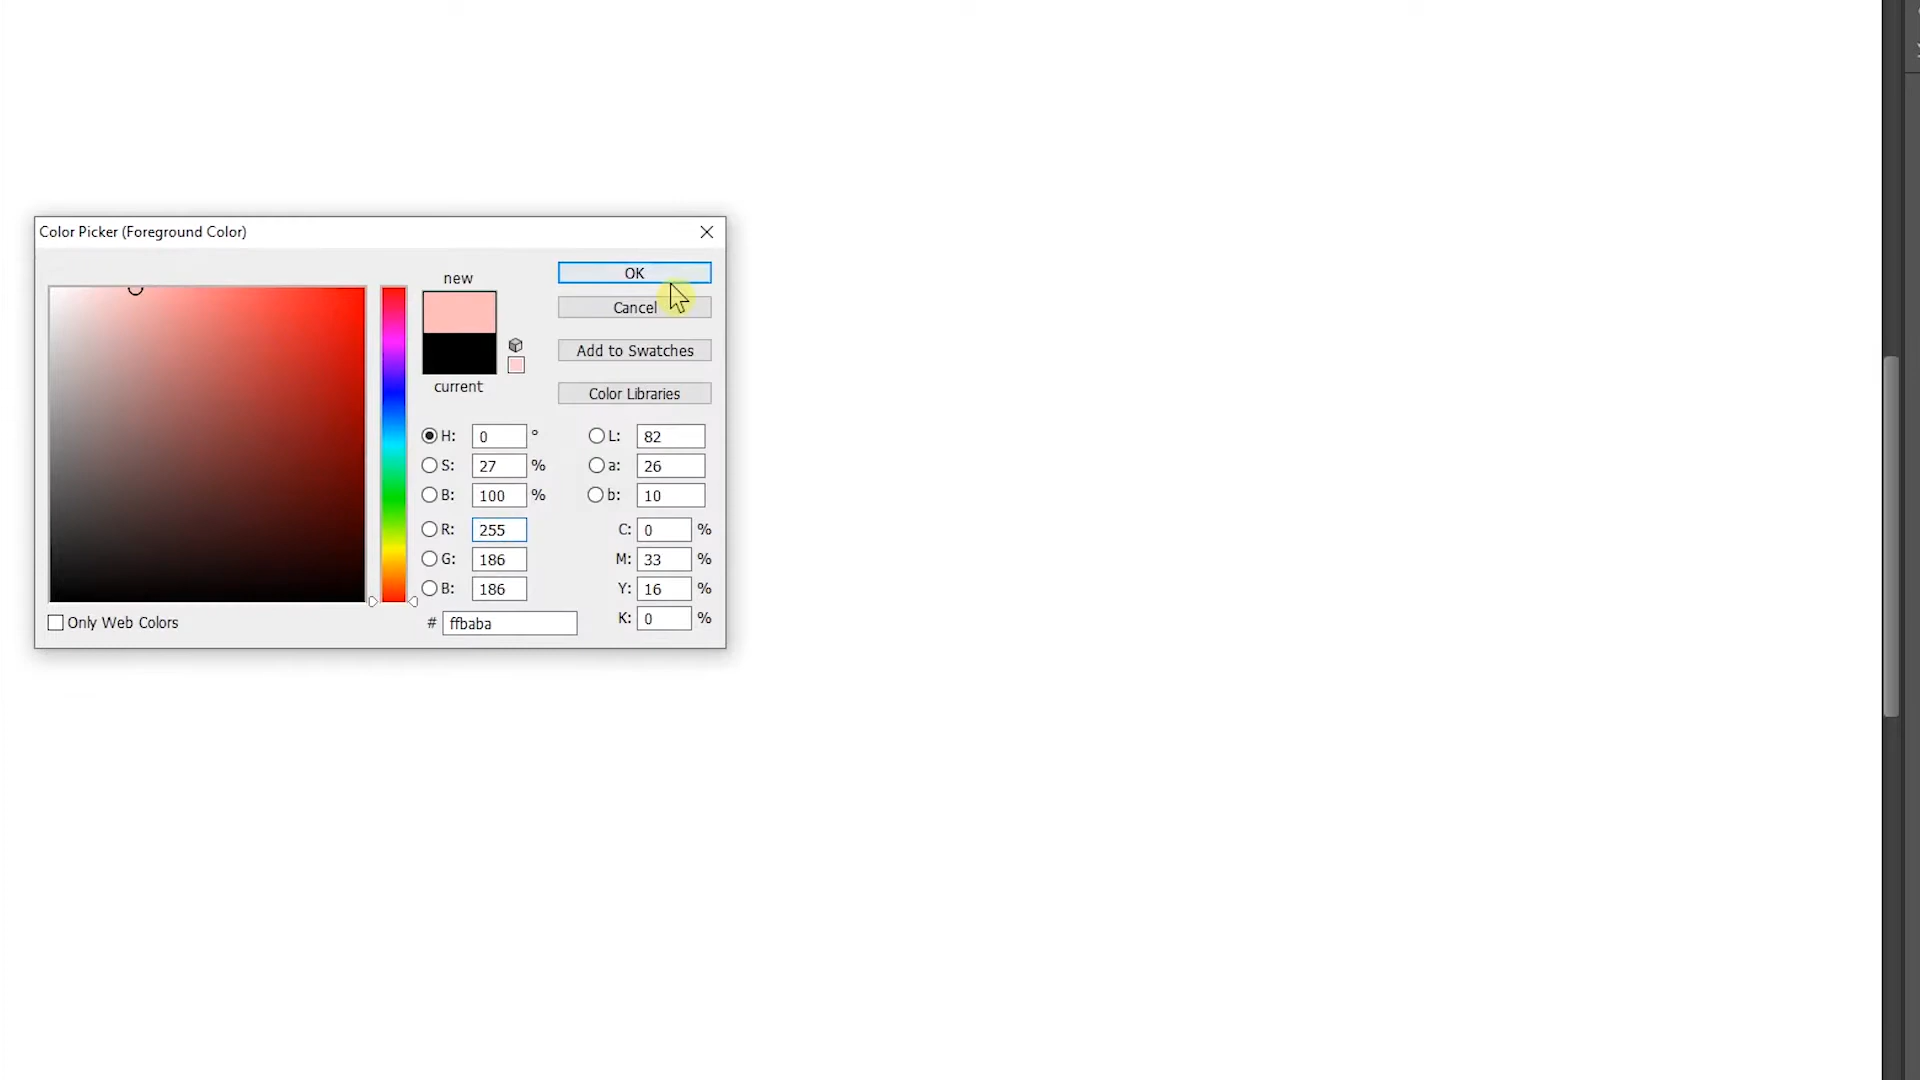 Color Picker (Foreground Color)
new
OK
Cancel
Add to Swatches
current
Color Libraries
H: 0 ° L: 82
S: 27 % a: 26
B: 100 % b: 10
R: 255 C: 0 %
G: 186 M: 33 %
B: 186 Y: 16 %
Only Web Colors # ffbaba K: 0 %